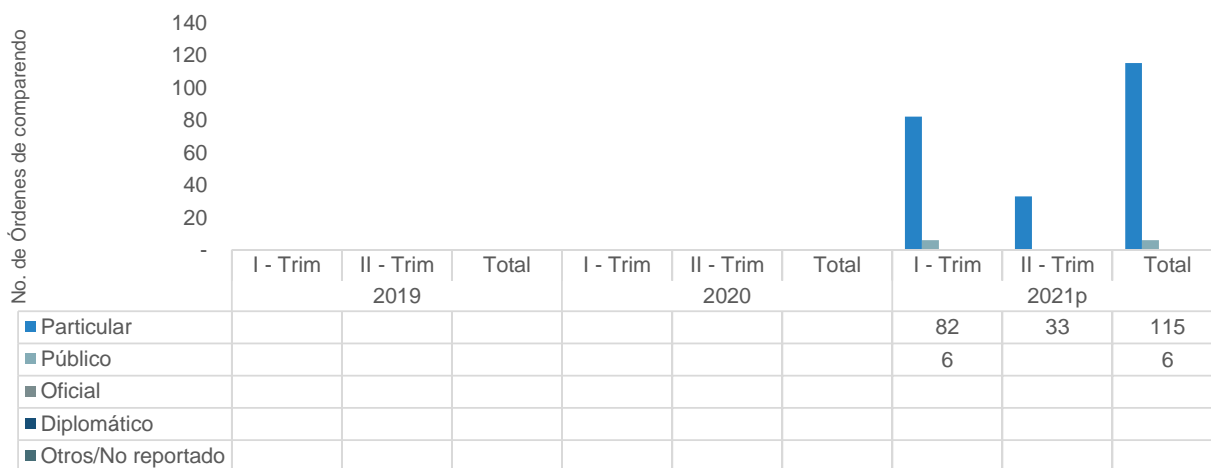 No. de Órdenes de comparendo
140
120
100
80
60
40
20
-
I - Trim II - Trim Total I - Trim II - Trim Total I - Trim II - Trim Total
2019 2020 2021p
Particular 82 33 115
Público 6 6
Oficial
Diplomático
Otros/No reportado